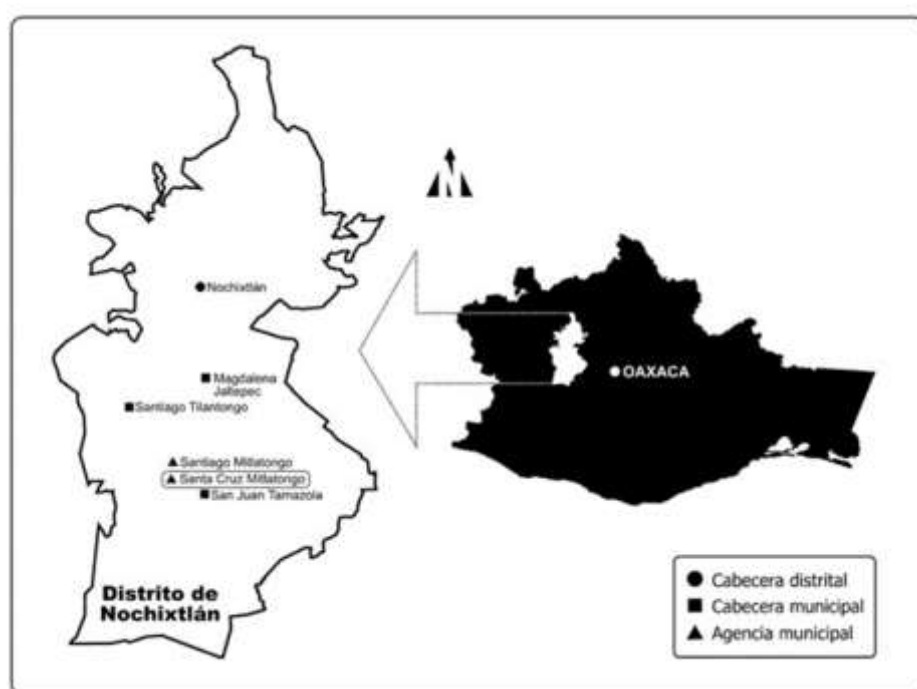 N
Nochixtlán
Magdalena
Jaltepec
Santiago Tilantongo
Santiago Mitlatongo
Santa Cruz Mitlatongo
San Juan Tamazola
Distrito de
Nochixtlán
OAXACA
Cabecera distrital
Cabecera municipal
Agencia municipal